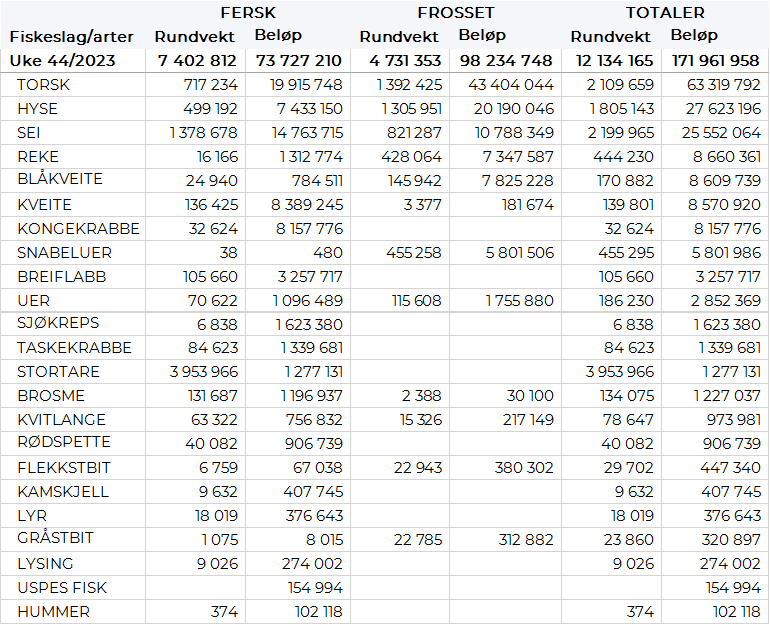 FERSK FROSSET TOTALER
Fiskeslag/arter Rundvekt Beløp Rundvekt Beløp Rundvekt Beløp
Uke 44/2023 7 402 812 73 727 210 4 731 353 98 234 748 12 134 165 171 961 958
TORSK 717 234 19 915 748 1 392 425 43 404 044 2 109 659 63 319 792
HYSE 499 192 7 433 150 1 305 951 20 190 046 1 805 143 27 623 196
SEI 1 378 678 14 763 715 821 287 10 788 349 2 199 965 25 552 064
REKE 16 166 1 312 774 428 064 7 347 587 444 230 8 660 361
BLÅKVEITE 24 940 784 511 145 942 7 825 228 170 882 8 609 739
KVEITE 136 425 8 389 245 3 377 181 674 139 801 8 570 920
KONGEKRABBE 32 624 8 157 776 32 624 8 157 776
SNABELUER 38 480 455 258 5 801 506 455 295 5 801 986
BREIFLABB 105 660 3 257 717 105 660 3 257 717
UER 70 622 1 096 489 115 608 1 755 880 186 230 2 852 369
SJØKREPS 6 838 1 623 380 6 838 1 623 380
TASKEKRABBE 84 623 1 339 681 84 623 1 339 681
STORTARE 3 953 966 1 277 131 3 953 966 1 277 131
BROSME 131 687 1 196 937 2 388 30 100 134 075 1 227 037
KVITLANGE 63 322 756 832 15 326 217 149 78 647 973 981
RØDSPETTE 40 082 906 739 40 082 906 739
FLEKKSTBIT 6 759 67 038 22 943 380 302 29 702 447 340
KAMSKJELL 9 632 407 745 9 632 407 745
LYR 18 019 376 643 18 019 376 643
GRÅSTBIT 1 075 8 015 22 785 312 882 23 860 320 897
LYSING 9 026 274 002 9 026 274 002
USPES FISK 154 994 154 994
HUMMER 374 102 118 374 102 118